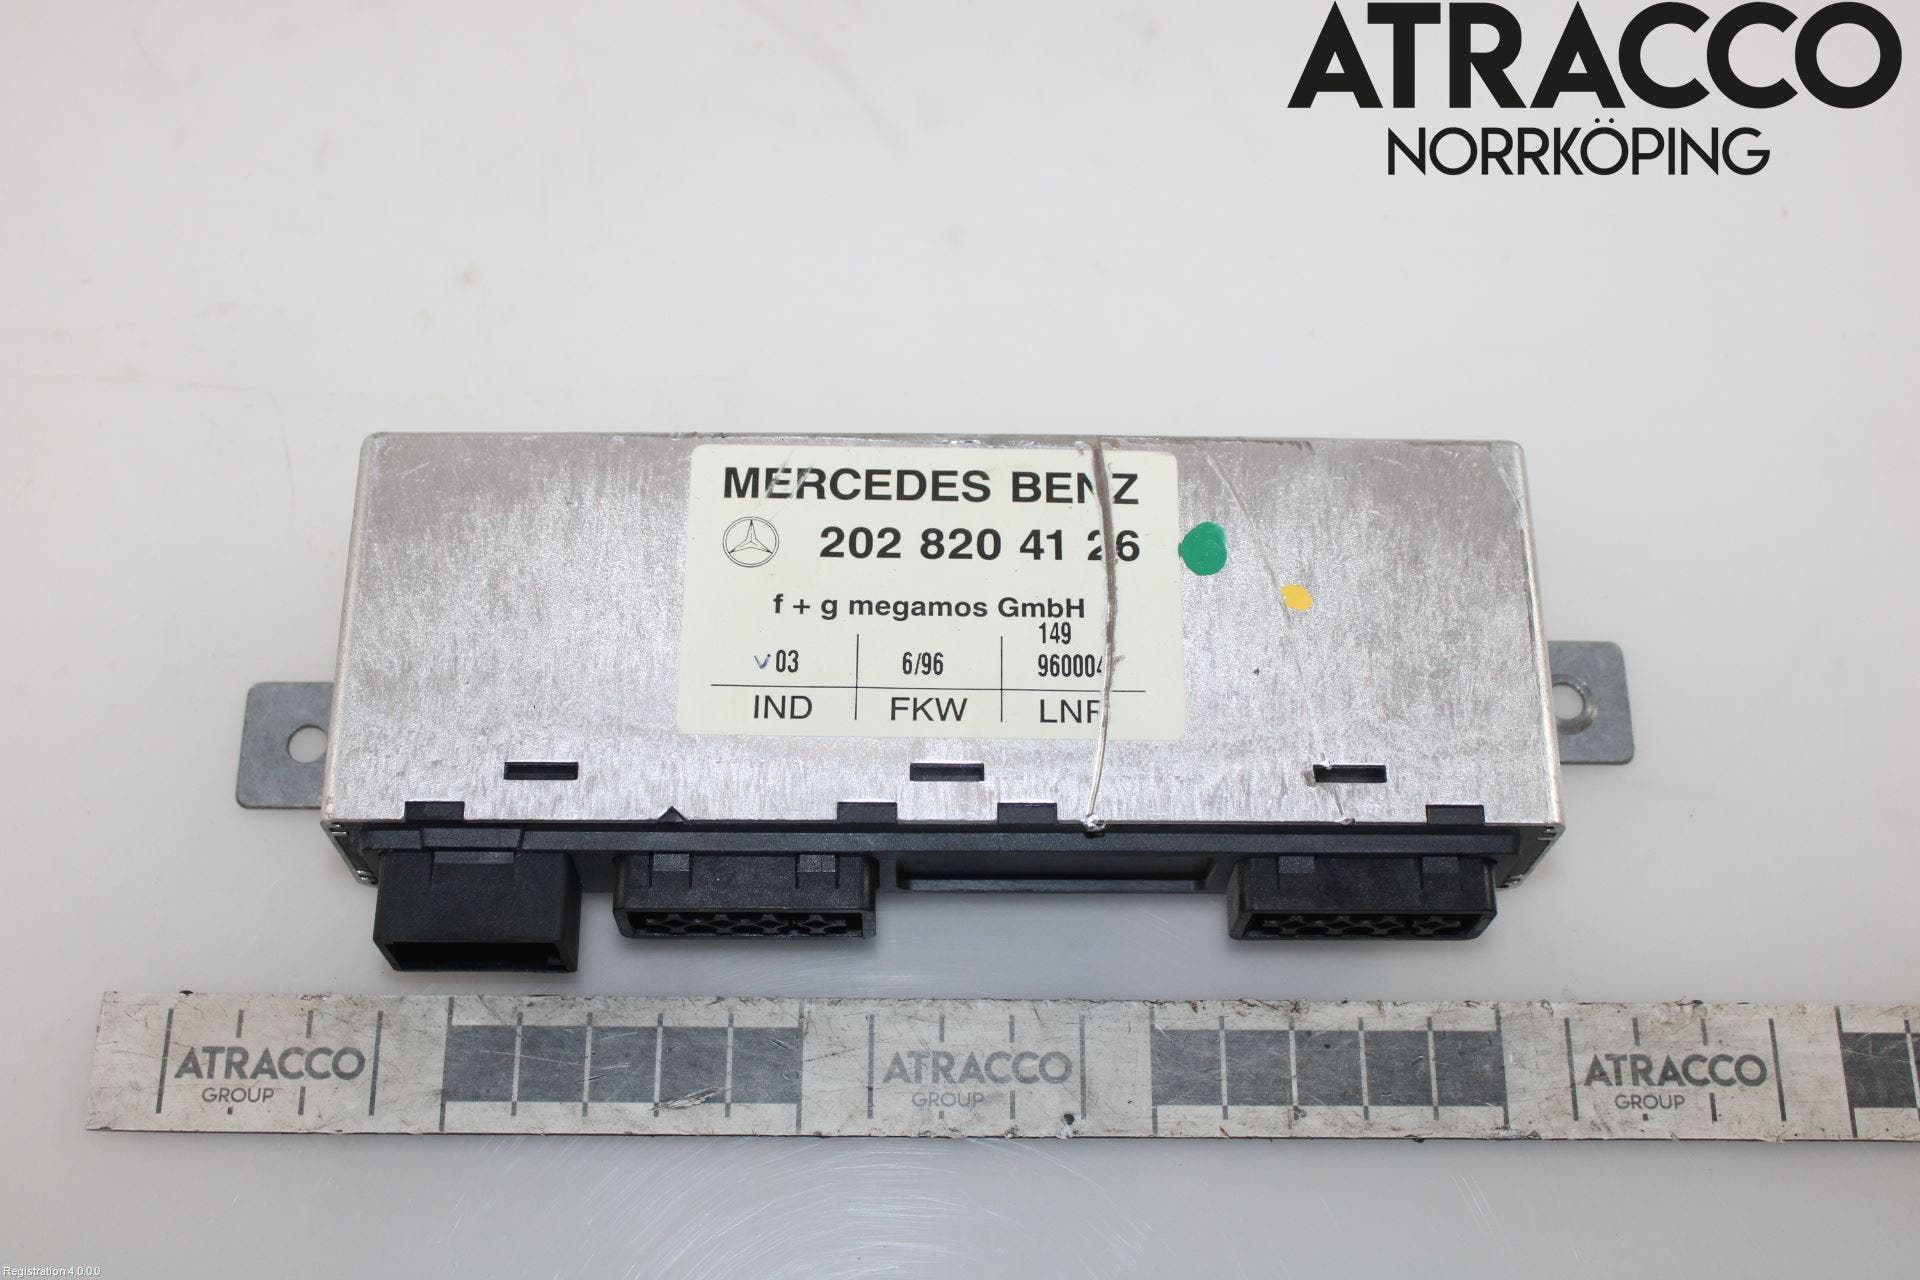 ATRACCO
NORRKÖPING
MERCEDES BENZ
202 820 41 26
f + g megamos GmbH
149
03 6/96 960004
IND FKW LNR
ATRACCO ATRACCO ATRACCO
GROUP GROUP GROUP
Registration 4.0.0.0